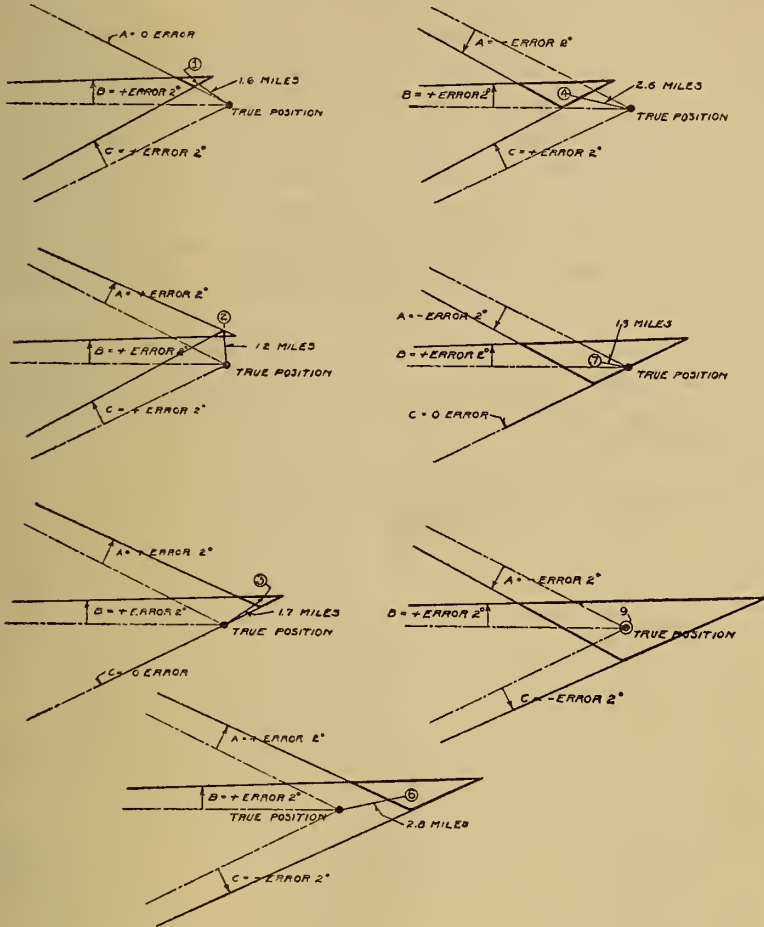 A = 0 ERROR
①
1.6 MILES
B = + ERROR 2°
TRUE POSITION
C = + ERROR 2°
A = - ERROR 2°
2.6 MILES
B = + ERROR 2°
④
TRUE POSITION
C = + ERROR 2°
A = + ERROR 2°
②
B = + ERROR 2°
1.2 MILES
TRUE POSITION
C = + ERROR 2°
A = - ERROR 2°
1.3 MILES
B = + ERROR 2°
⑦
TRUE POSITION
C = 0 ERROR
A = + ERROR 2°
③
B = + ERROR 2°
1.7 MILES
TRUE POSITION
C = 0 ERROR
A = - ERROR 2°
B = + ERROR 2°
9
TRUE POSITION
C = - ERROR 2°
A = + ERROR 2°
B = + ERROR 2°
⑥
TRUE POSITION
2.8 MILES
C = - ERROR 2°